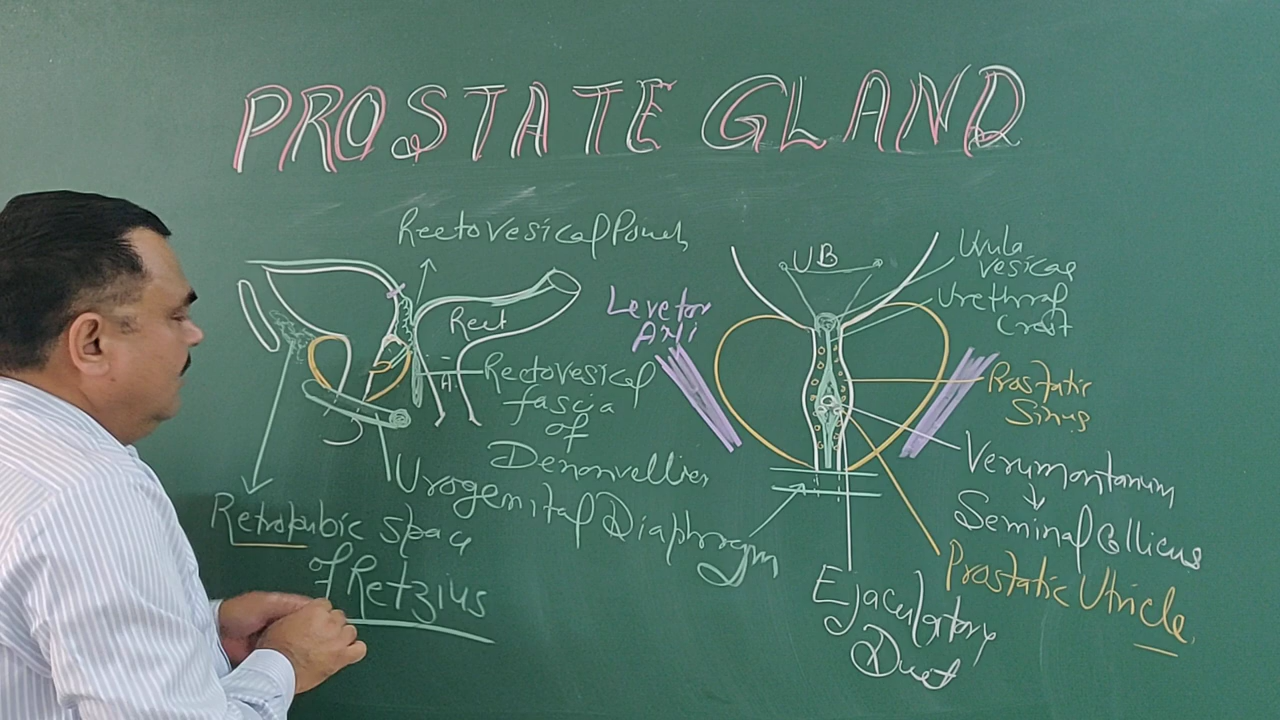 PROSTATE GLAND
Rectovesical Pouch
Rect
A.
Rectovesical
fascia
of
Denonvellier
Urogenital Diaphragm
Retropubic space
of Retzius
UB
Uvula
vesicae
Urethral
Crest
Levetor
Ani
Prostatic
Sinus
Verumontanum
Seminal Collicus
Prostatic Utricle
Ejaculatory
Duct